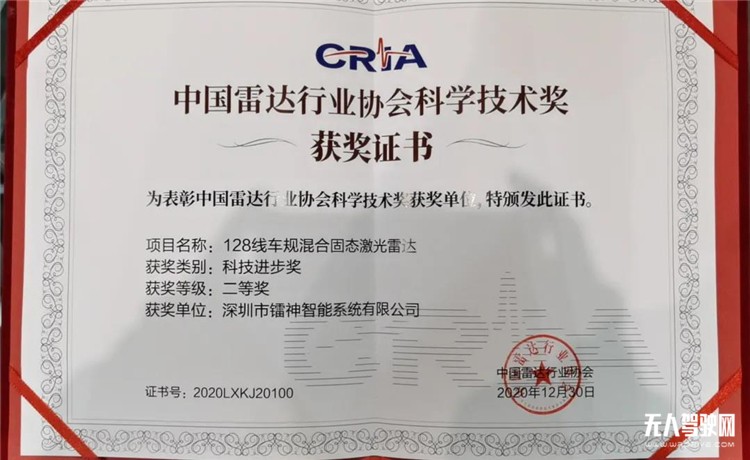 CRIA
中国雷达行业协会科学技术奖
获奖证书
为表彰中国雷达行业协会科学技术奖获奖单位,特颁发此证书。
项目名称:128线车规混合固态激光雷达
获奖类别:科技进步奖
获奖等级:二等奖
获奖单位:深圳市镭神智能系统有限公司
CRIA
中国雷达行业协会
2020年12月30日
证书号:2020LXKJ20100
无人驾驶网